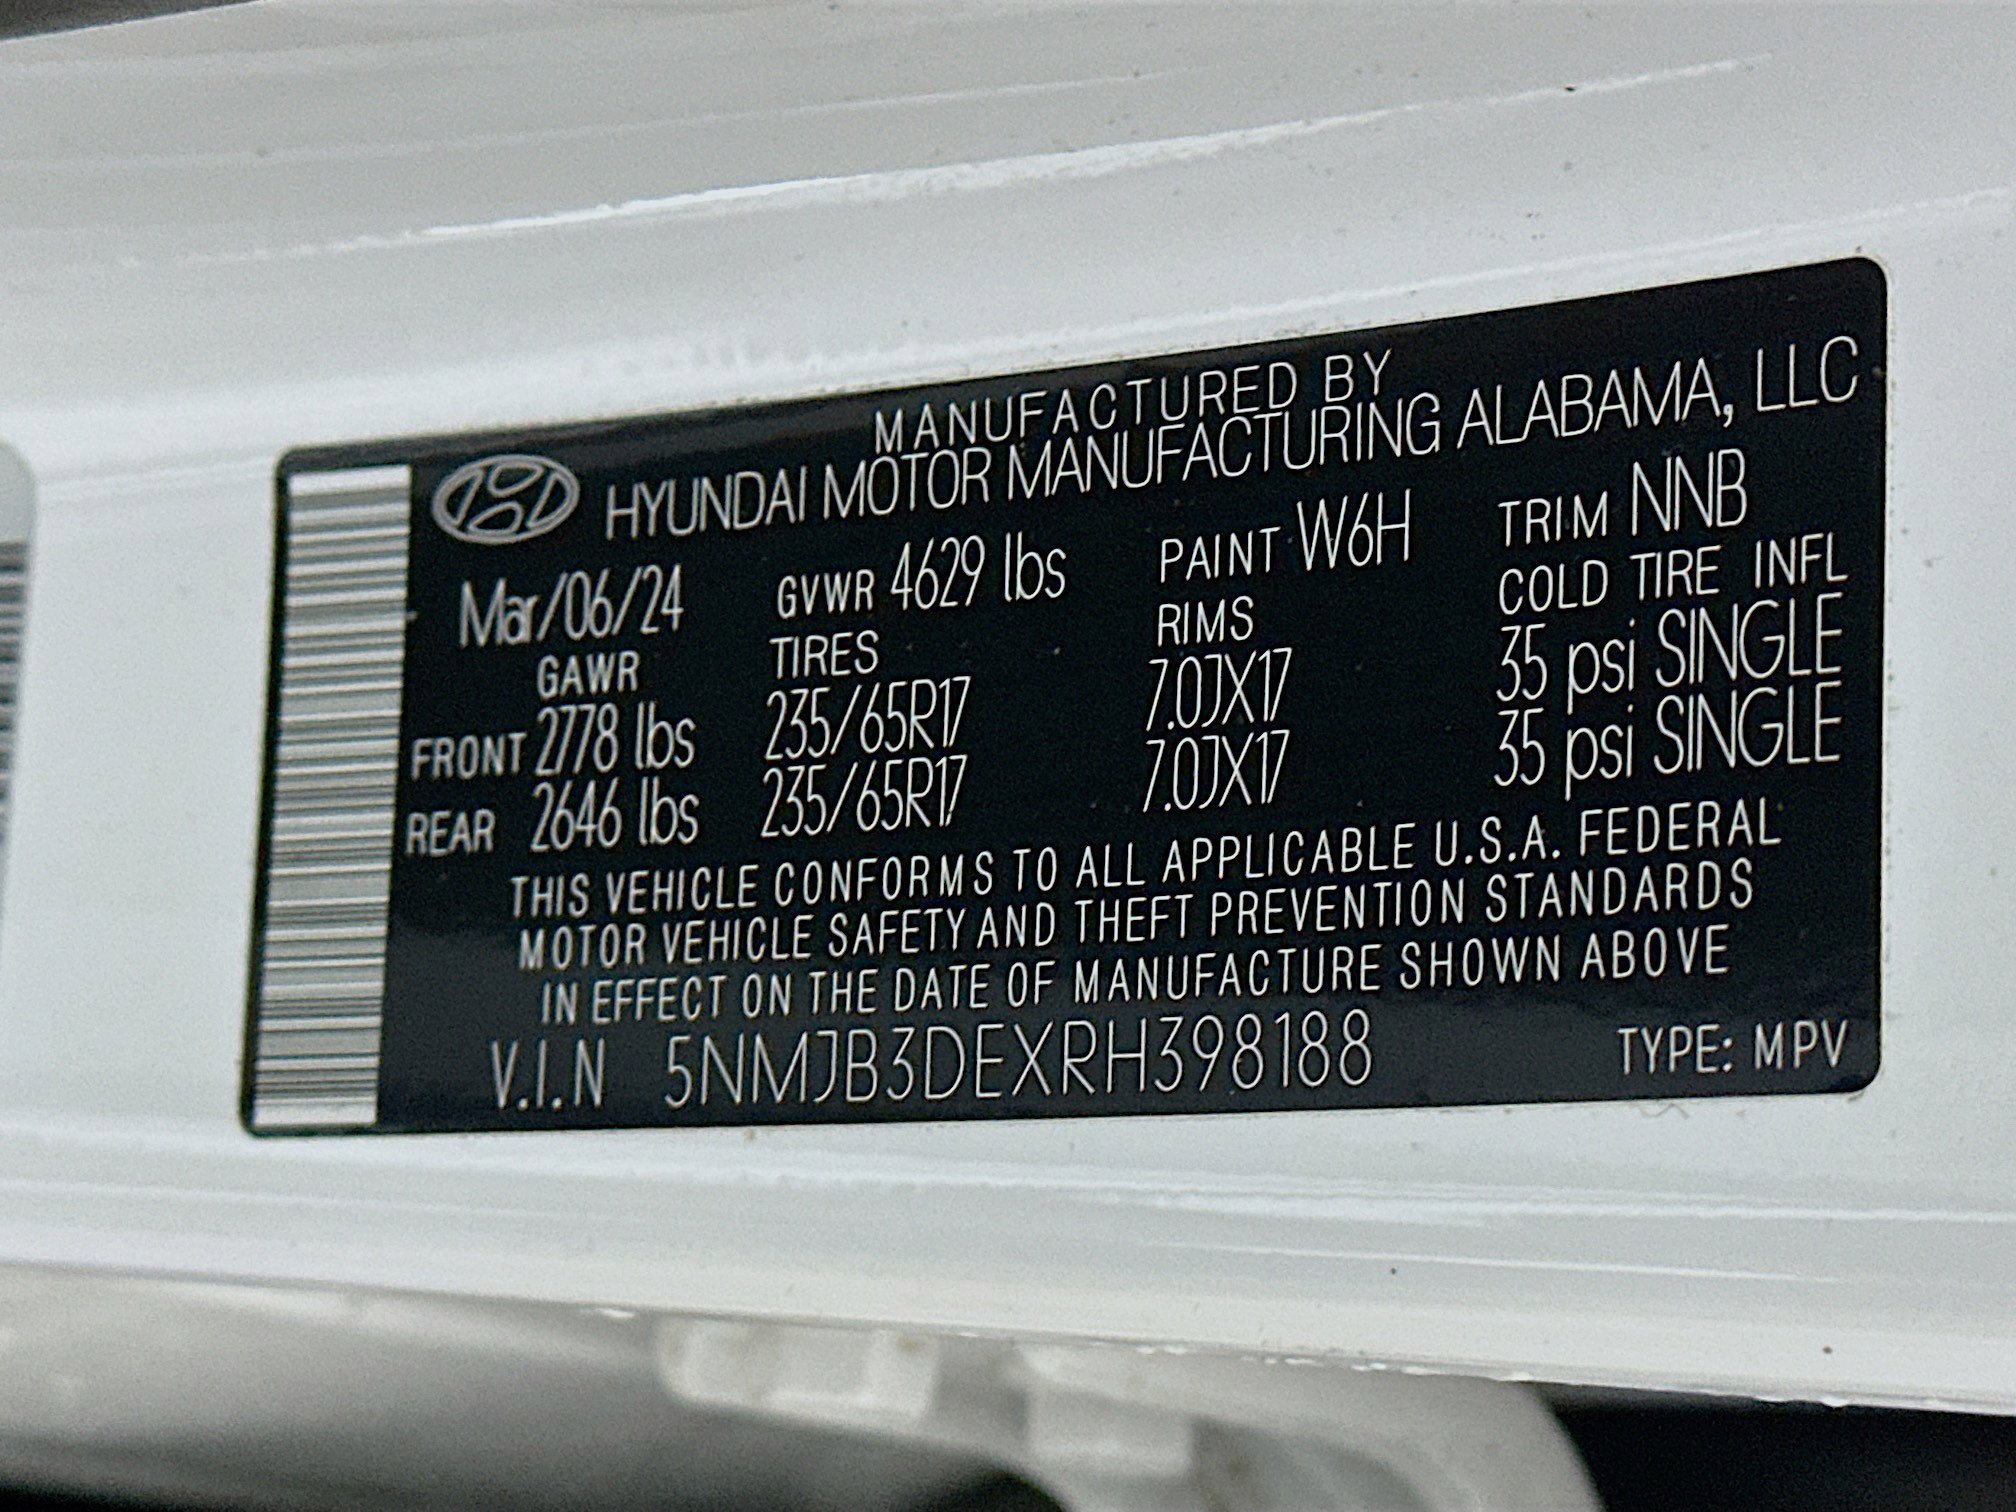 MANUFACTURED BY
HYUNDAI MOTOR MANUFACTURING ALABAMA, LLC
Mar/06/24 GVWR 4629 lbs PAINT W6H TRIM NNB
GAWR TIRES RIMS COLD TIRE INFL
FRONT 2778 lbs 235/65R17 7.0JX17 35 psi SINGLE
REAR 2646 lbs 235/65R17 7.0JX17 35 psi SINGLE
THIS VEHICLE CONFORMS TO ALL APPLICABLE U.S.A. FEDERAL
MOTOR VEHICLE SAFETY AND THEFT PREVENTION STANDARDS
IN EFFECT ON THE DATE OF MANUFACTURE SHOWN ABOVE
V.I.N 5NMJB3DEXRH398188 TYPE: MPV